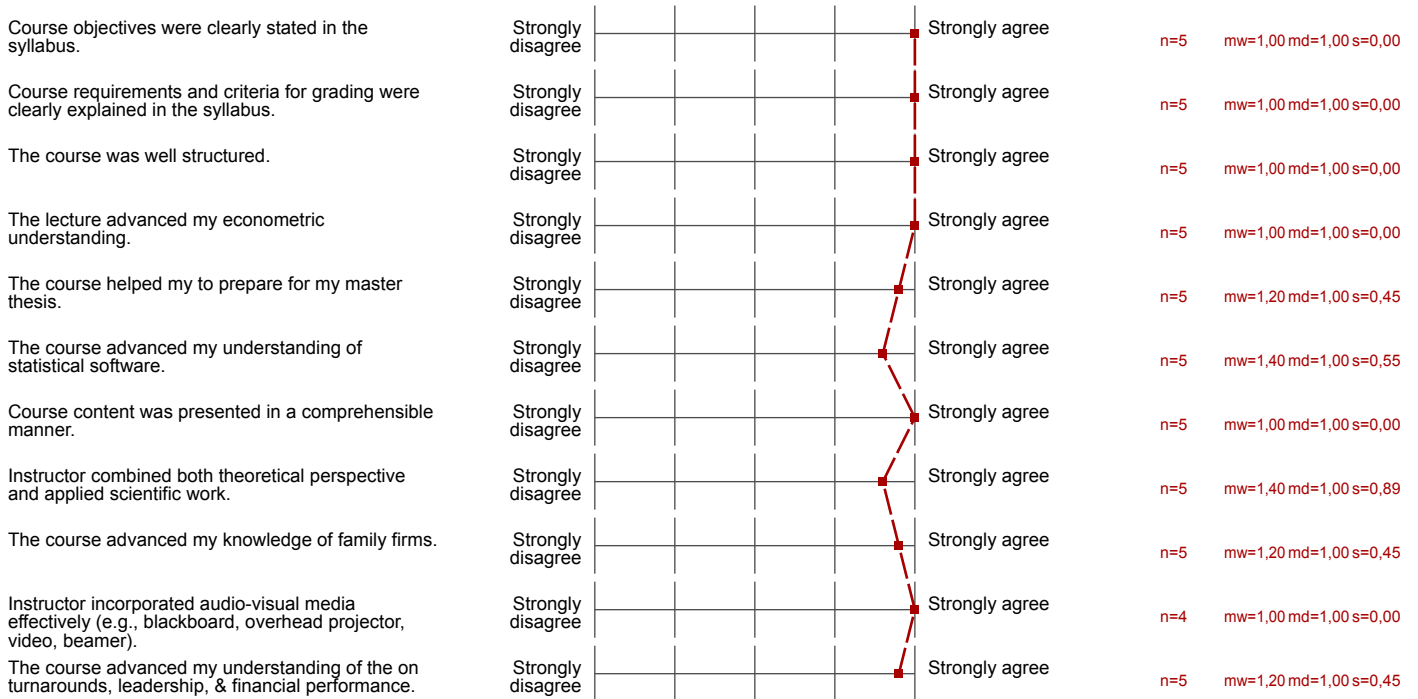 Course objectives were clearly stated in the
syllabus.
Strongly
disagree
Strongly agree
n=5 mw=1,00 md=1,00 s=0,00
Course requirements and criteria for grading were
clearly explained in the syllabus.
Strongly
disagree
Strongly agree
n=5 mw=1,00 md=1,00 s=0,00
The course was well structured.
Strongly
disagree
Strongly agree
n=5 mw=1,00 md=1,00 s=0,00
The lecture advanced my econometric
understanding.
Strongly
disagree
Strongly agree
n=5 mw=1,00 md=1,00 s=0,00
The course helped my to prepare for my master
thesis.
Strongly
disagree
Strongly agree
n=5 mw=1,20 md=1,00 s=0,45
The course advanced my understanding of
statistical software.
Strongly
disagree
Strongly agree
n=5 mw=1,40 md=1,00 s=0,55
Course content was presented in a comprehensible
manner.
Strongly
disagree
Strongly agree
n=5 mw=1,00 md=1,00 s=0,00
Instructor combined both theoretical perspective
and applied scientific work.
Strongly
disagree
Strongly agree
n=5 mw=1,40 md=1,00 s=0,89
The course advanced my knowledge of family firms.
Strongly
disagree
Strongly agree
n=5 mw=1,20 md=1,00 s=0,45
Instructor incorporated audio-visual media
effectively (e.g., blackboard, overhead projector,
video, beamer).
Strongly
disagree
Strongly agree
n=4 mw=1,00 md=1,00 s=0,00
The course advanced my understanding of the on
turnarounds, leadership, & financial performance.
Strongly
disagree
Strongly agree
n=5 mw=1,20 md=1,00 s=0,45